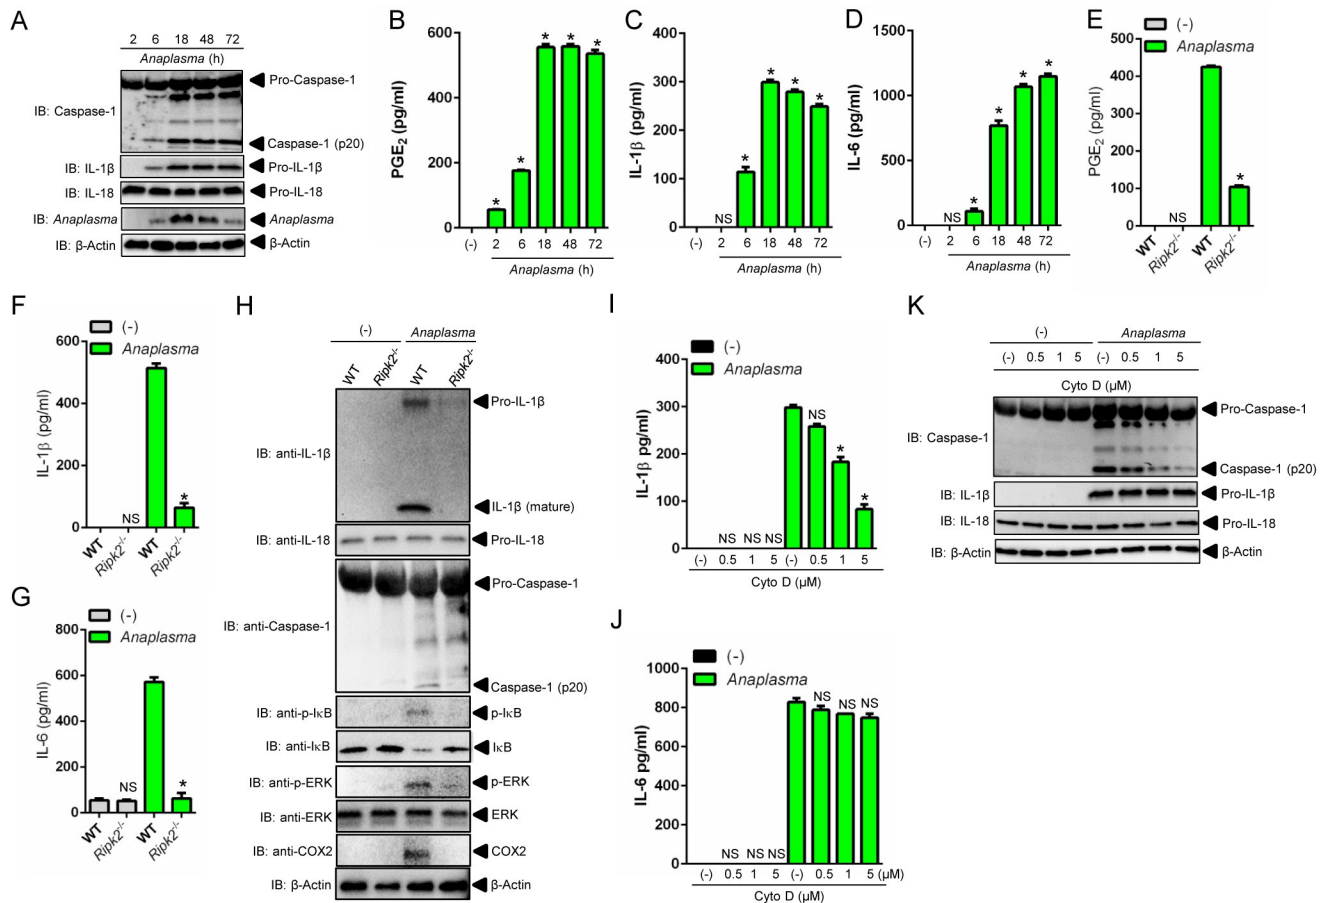 A
2 6 18 48 72
Anaplasma (h)
IB: Caspase-1
Pro-Caspase-1
Caspase-1 (p20)
IB: IL-1β
Pro-IL-1β
IB: IL-18
Pro-IL-18
IB: Anaplasma
Anaplasma
IB: β-Actin
β-Actin
B
PGE2 (pg/ml)
600
400
200
0
* * * * *
(-) 2 6 18 48 72
Anaplasma (h)
C
IL-1β (pg/ml)
400
300
200
100
0
NS * * * *
(-) 2 6 18 48 72
Anaplasma (h)
D
IL-6 (pg/ml)
1500
1000
500
0
NS * * * *
(-) 2 6 18 48 72
Anaplasma (h)
E
(-)
Anaplasma
PGE2 (pg/ml)
500
400
300
200
100
0
NS *
WT Ripk2-/- WT Ripk2-/-
F
(-)
Anaplasma
IL-1β (pg/ml)
600
400
200
0
NS *
WT Ripk2-/- WT Ripk2-/-
G
(-)
Anaplasma
IL-6 (pg/ml)
800
600
400
200
0
NS *
WT Ripk2-/- WT Ripk2-/-
H
(-) Anaplasma
WT Ripk2-/- WT Ripk2-/-
IB: anti-IL-1β
Pro-IL-1β
IL-1β (mature)
IB: anti-IL-18
Pro-IL-18
IB: anti-Caspase-1
Pro-Caspase-1
Caspase-1 (p20)
IB: anti-p-IκB
p-IκB
IB: anti-IκB
IκB
IB: anti-p-ERK
p-ERK
IB: anti-ERK
ERK
IB: anti-COX2
COX2
IB: β-Actin
β-Actin
I
(-)
Anaplasma
IL-1β pg/ml
400
300
200
100
0
NS NS NS NS * *
(-) 0.5 1 5 (-) 0.5 1 5
Cyto D (µM)
J
(-)
Anaplasma
IL-6 pg/ml
1000
800
600
400
200
0
NS NS NS NS NS NS
(-) 0.5 1 5 (-) 0.5 1 5 (µM)
Cyto D (µM)
K
(-) Anaplasma
(-) 0.5 1 5 (-) 0.5 1 5
Cyto D (µM)
IB: Caspase-1
Pro-Caspase-1
Caspase-1 (p20)
IB: IL-1β
Pro-IL-1β
IB: IL-18
Pro-IL-18
IB: β-Actin
β-Actin